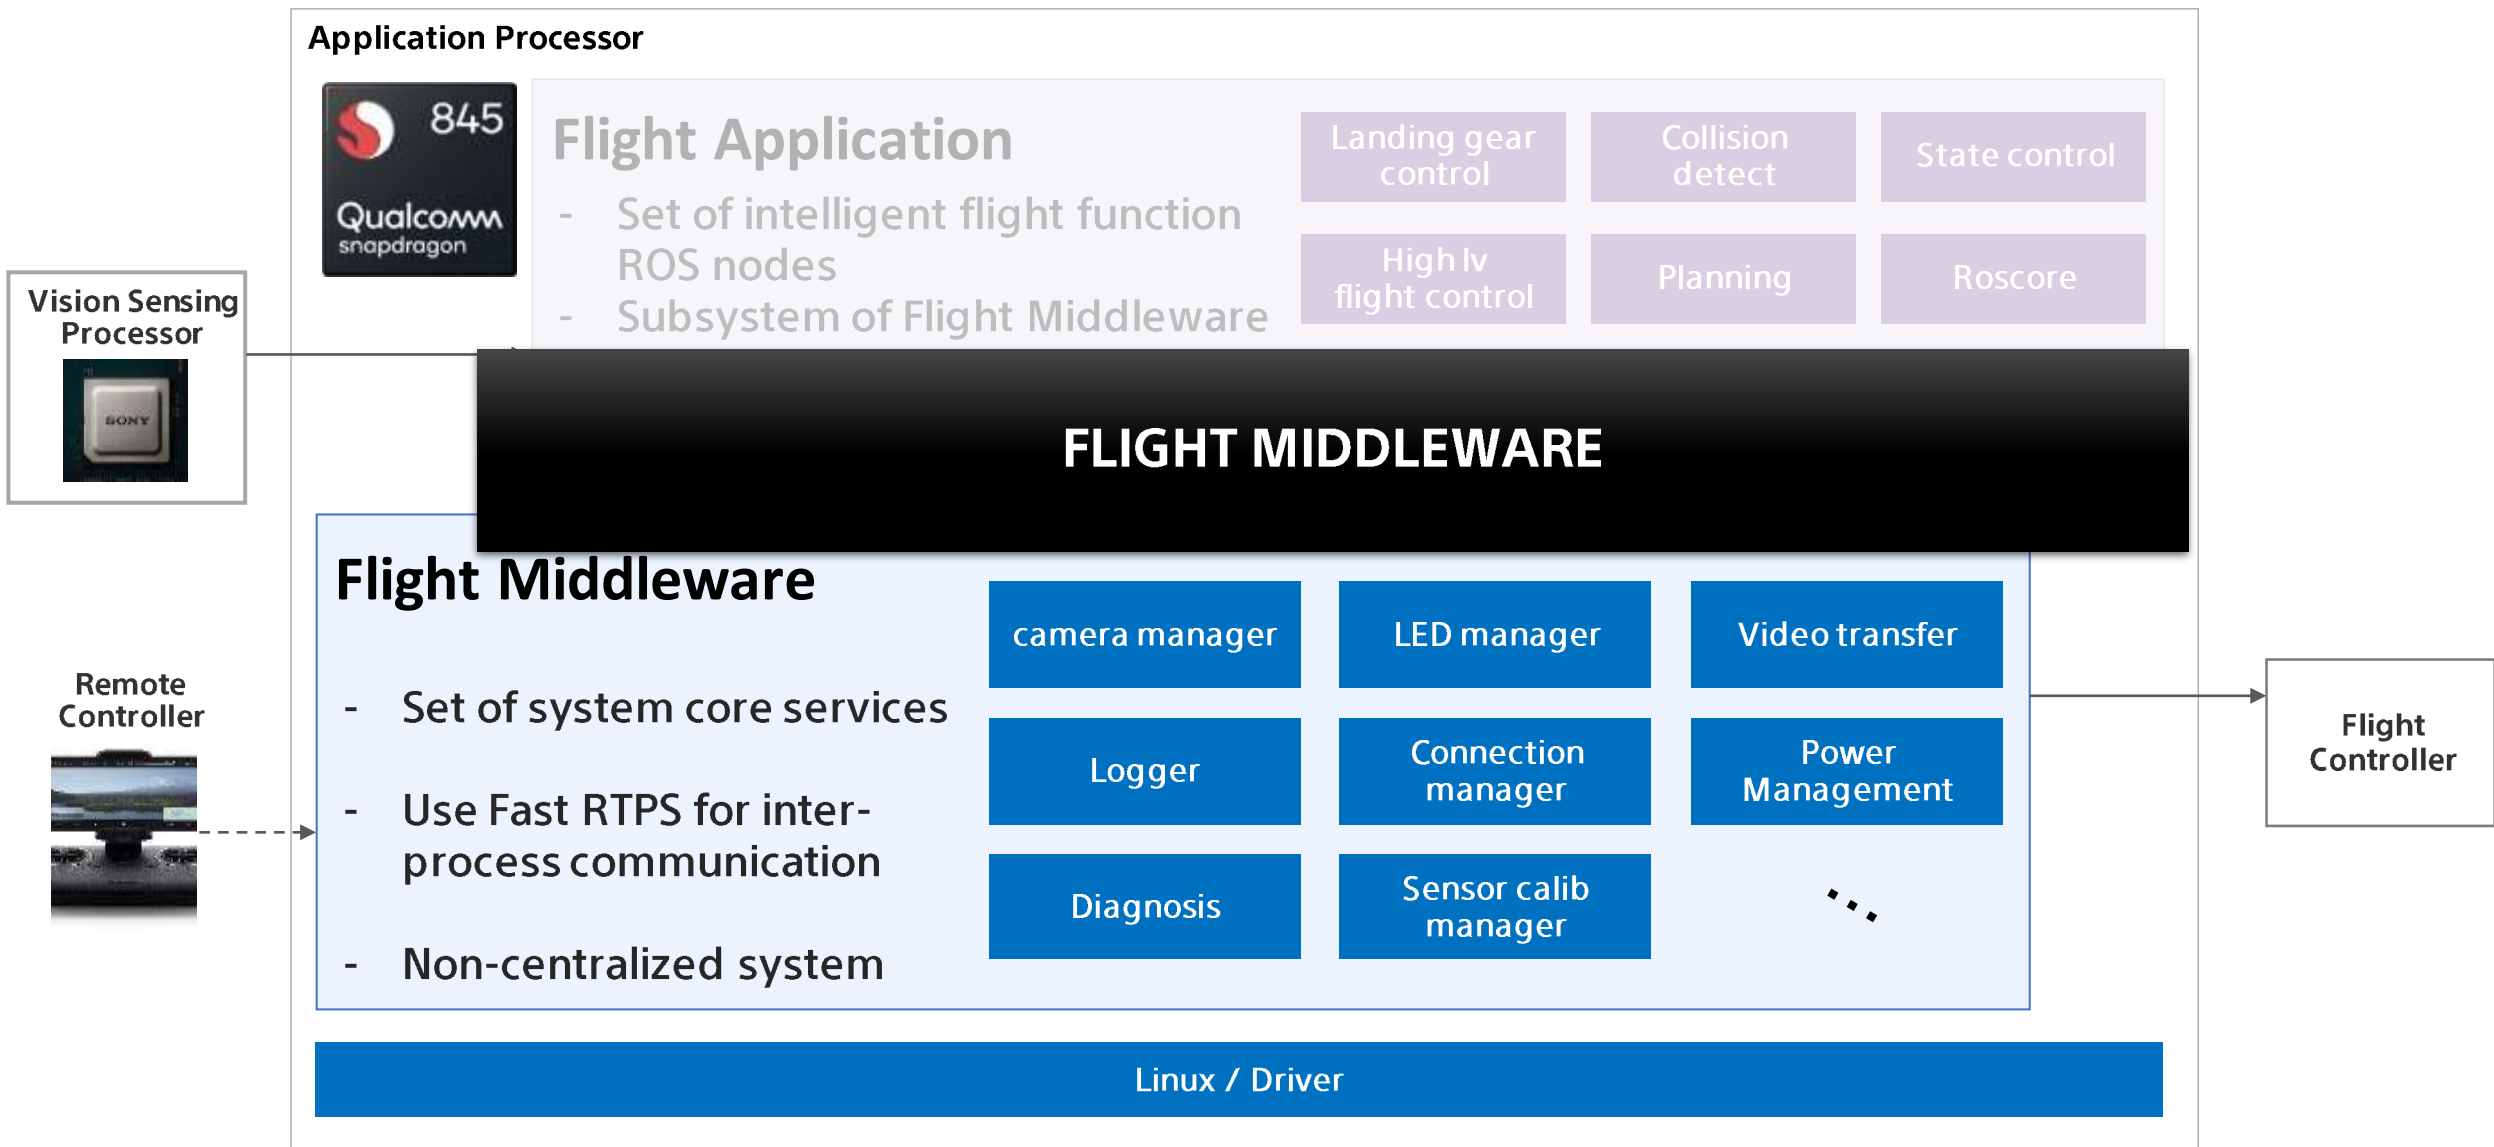 Application Processor
845
Qualcomm
snapdragon
Flight Application
- Set of intelligent flight function
ROS nodes
- Subsystem of Flight Middleware
Landing gear
control
Collision
detect
State control
High lv
flight control
Planning
Roscore
Vision Sensing
Processor
SONY
FLIGHT MIDDLEWARE
Flight Middleware
- Set of system core services
- Use Fast RTPS for inter-
process communication
- Non-centralized system
camera manager
LED manager
Video transfer
Logger
Connection
manager
Power
Management
Diagnosis
Sensor calib
manager
...
Remote
Controller
Flight
Controller
Linux / Driver